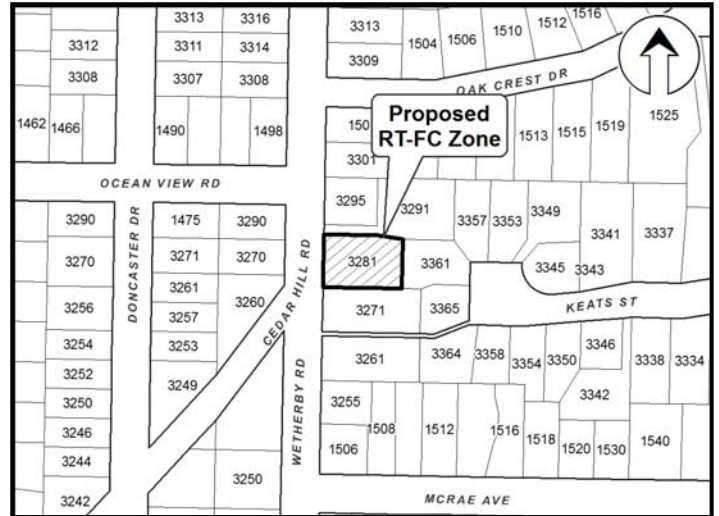 3313 3316 3313 1504 1506 1510 1512 1516
3312 3311 3314 3309
3308 3307 3308 OAK CREST DR
1462 1466 1490 1498 Proposed 1513 1515 1519 1525
RT-FC Zone
3301
OCEAN VIEW RD
3295 3291 3357 3353 3349
3290 1475 3290 3341 3337
3270 3271 3270 3281 3361 3345 3343
DONCASTER DR
3261 3260 CEDAR HILL RD
3256 3257 3271 3365 KEATS ST
3254 3253 3261 3364 3358 3354 3350 3346 3338 3334
3252 3249 3342
3250 WETHERBY RD 3255 1508 1512 1516
3246 1506 1518 1520 1530 1540
3244 3250
3242 MCRAE AVE